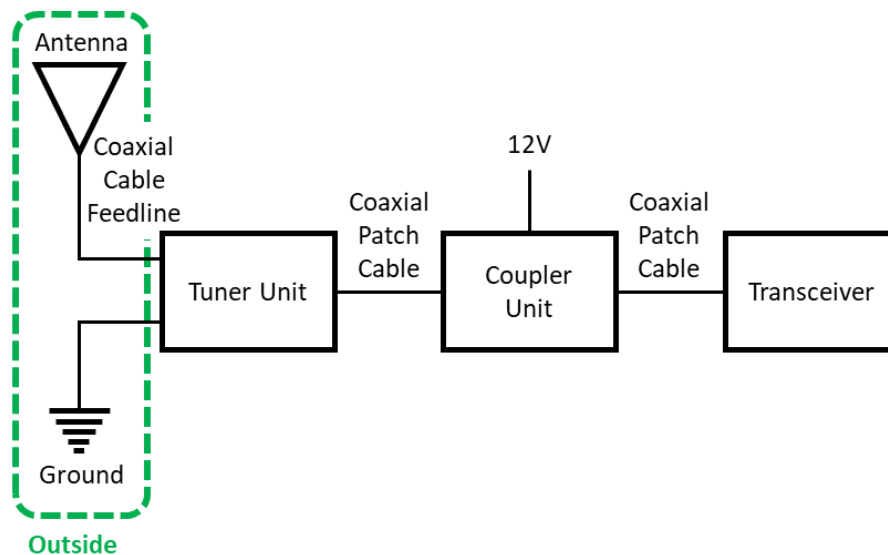 Antenna
Coaxial
Cable
Feedline
12V
Coaxial
Patch
Cable
Coaxial
Patch
Cable
Tuner Unit
Coupler
Unit
Transceiver
Ground
Outside